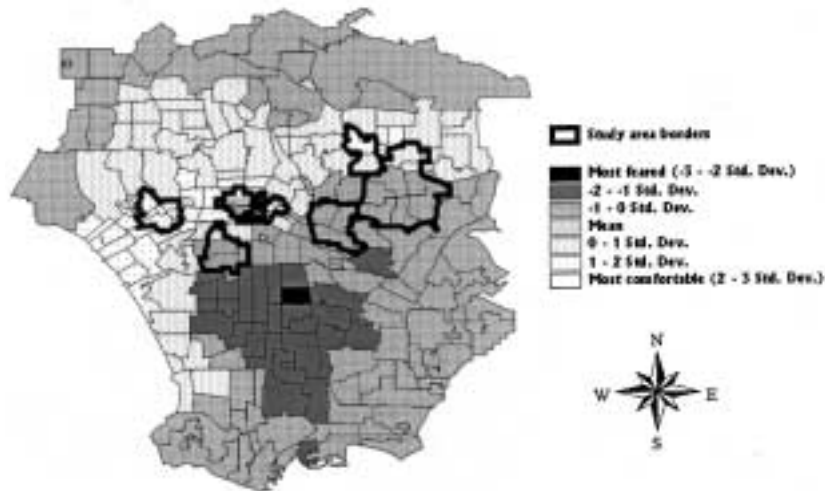 Study area borders
Most feared (-3 - -2 Std. Dev.)
-2 - -1 Std. Dev.
-1 - 0 Std. Dev.
Mean
0 - 1 Std. Dev.
1 - 2 Std. Dev.
Most comfortable (2 - 3 Std. Dev.)
N
W E
S